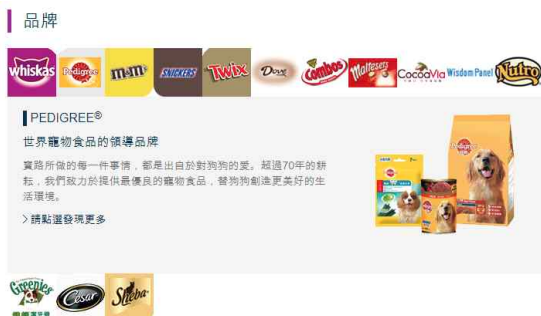 品牌
whiskas
Pedigree
m&m's
SNICKERS
TWIX
Dove
Combos
Maltesers
CocoaVia
Wisdom Panel
Nutro
PEDIGREE®
世界寵物食品的領導品牌
寶路所做的每一件事情，都是出自於對狗狗的愛。超過70年的耕
耘，我們致力於提供最優良的寵物食品，替狗狗創造更美好的生
活環境。
>請點選發現更多
Pedigree
Greenies
Cesar
Sheba